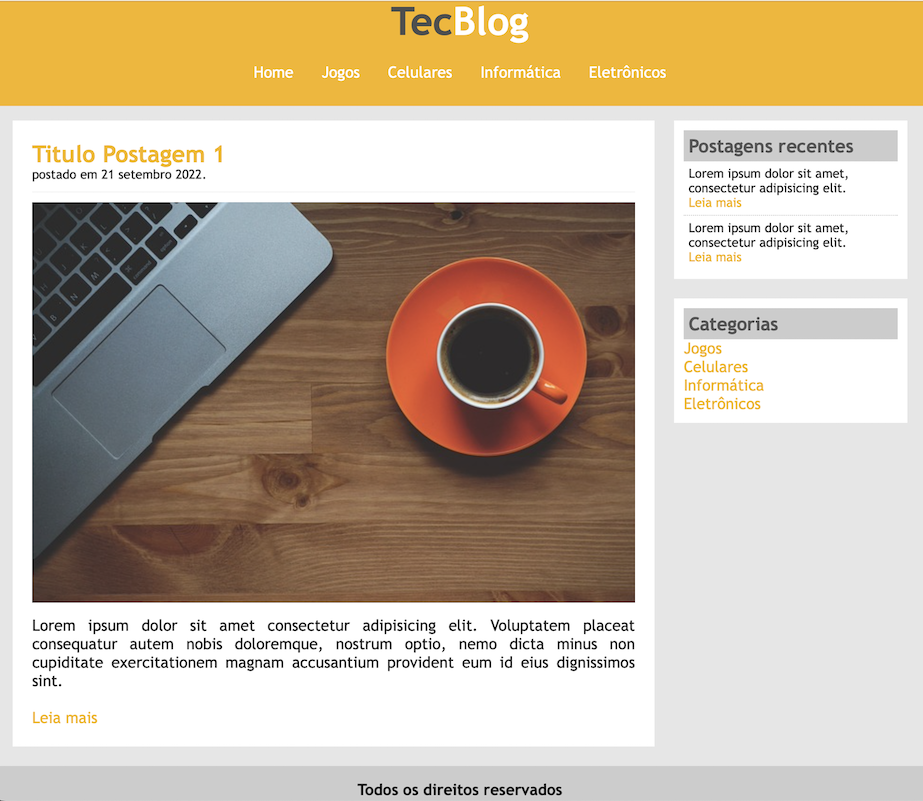 TecBlog
Home Jogos Celulares Informática Eletrônicos
Titulo Postagem 1
postado em 21 setembro 2022.
Lorem ipsum dolor sit amet consectetur adipisicing elit. Voluptatem placeat
consequatur autem nobis doloremque, nostrum optio, nemo dicta minus non
cupiditate exercitationem magnam accusantium provident eum id eius dignissimos
sint.
Leia mais
Postagens recentes
Lorem ipsum dolor sit amet,
consectetur adipisicing elit.
Leia mais
Lorem ipsum dolor sit amet,
consectetur adipisicing elit.
Leia mais
Categorias
Jogos
Celulares
Informática
Eletrônicos
Todos os direitos reservados